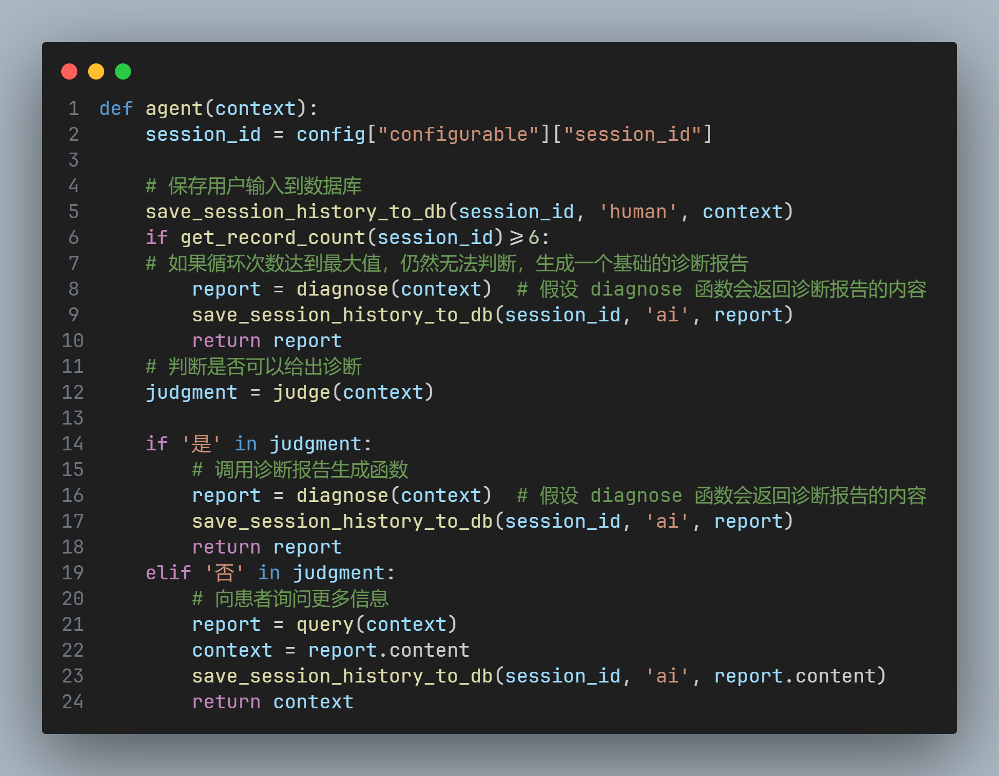 1 def agent(context):
2     session_id = config["configurable"]["session_id"]
3
4     # 保存用户输入到数据库
5     save_session_history_to_db(session_id, 'human', context)
6     if get_record_count(session_id)>=6:
7     # 如果循环次数达到最大值，仍然无法判断，生成一个基础的诊断报告
8         report = diagnose(context)  # 假设 diagnose 函数会返回诊断报告的内容
9         save_session_history_to_db(session_id, 'ai', report)
10         return report
11     # 判断是否可以给出诊断
12     judgment = judge(context)
13
14     if '是' in judgment:
15         # 调用诊断报告生成函数
16         report = diagnose(context)  # 假设 diagnose 函数会返回诊断报告的内容
17         save_session_history_to_db(session_id, 'ai', report)
18         return report
19     elif '否' in judgment:
20         # 向患者询问更多信息
21         report = query(context)
22         context = report.content
23         save_session_history_to_db(session_id, 'ai', report.content)
24         return context